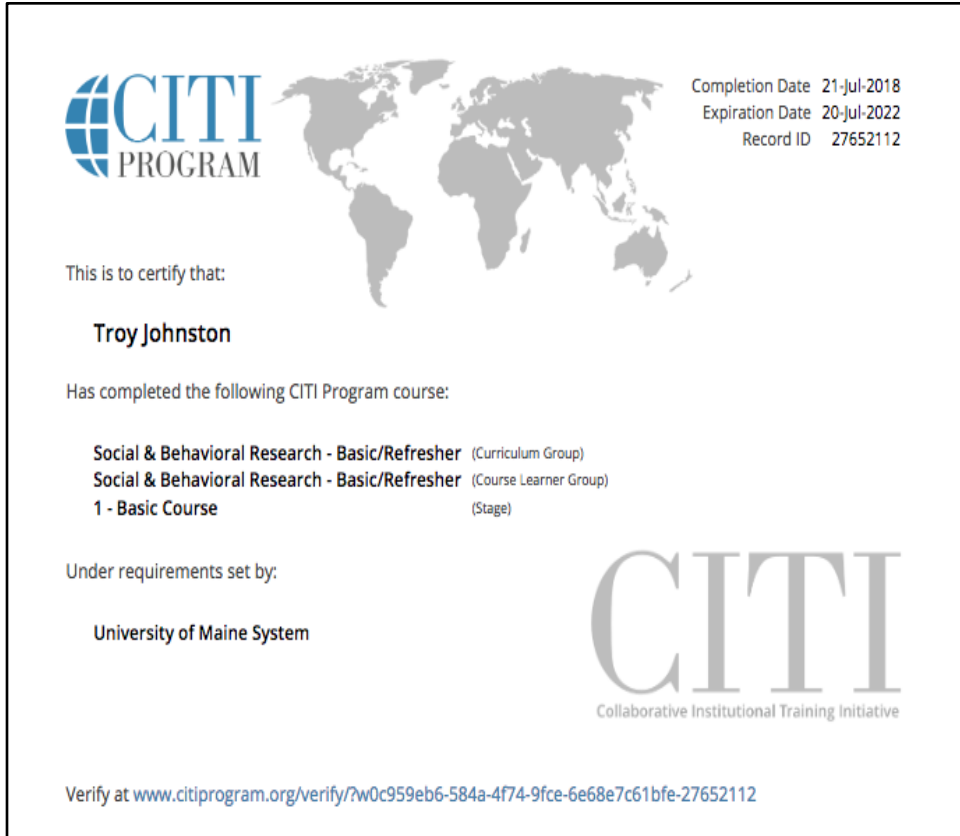 CITI
PROGRAM
Completion Date 21-Jul-2018
Expiration Date 20-Jul-2022
Record ID 27652112
This is to certify that:
Troy Johnston
Has completed the following CITI Program course:
Social & Behavioral Research - Basic/Refresher (Curriculum Group)
Social & Behavioral Research - Basic/Refresher (Course Learner Group)
1 - Basic Course (Stage)
Under requirements set by:
University of Maine System
CITI
Collaborative Institutional Training Initiative
Verify at www.citiprogram.org/verify/?w0c959eb6-584a-4f74-9fce-6e68e7c61bfe-27652112